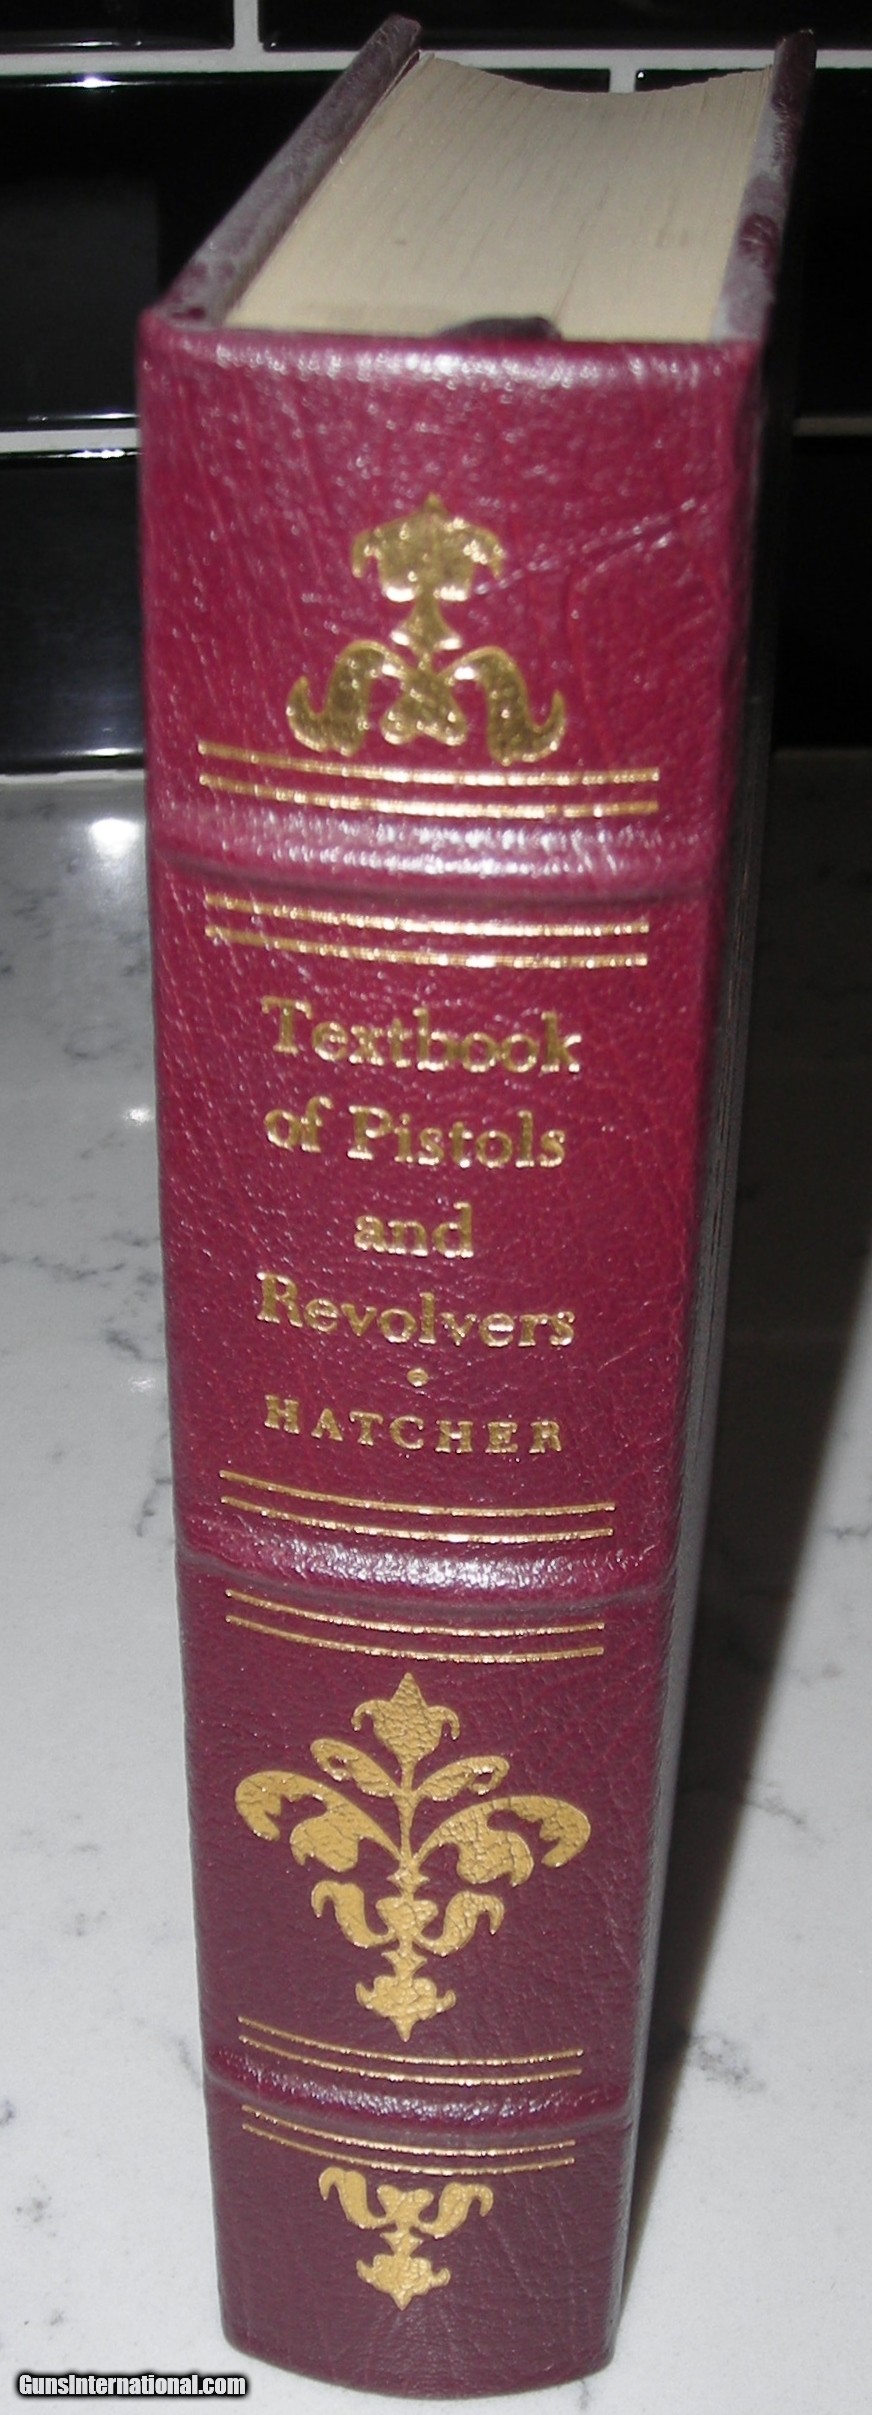 Textbook
of Pistols
and
Revolvers
•
HATCHER
GunsInternational.com